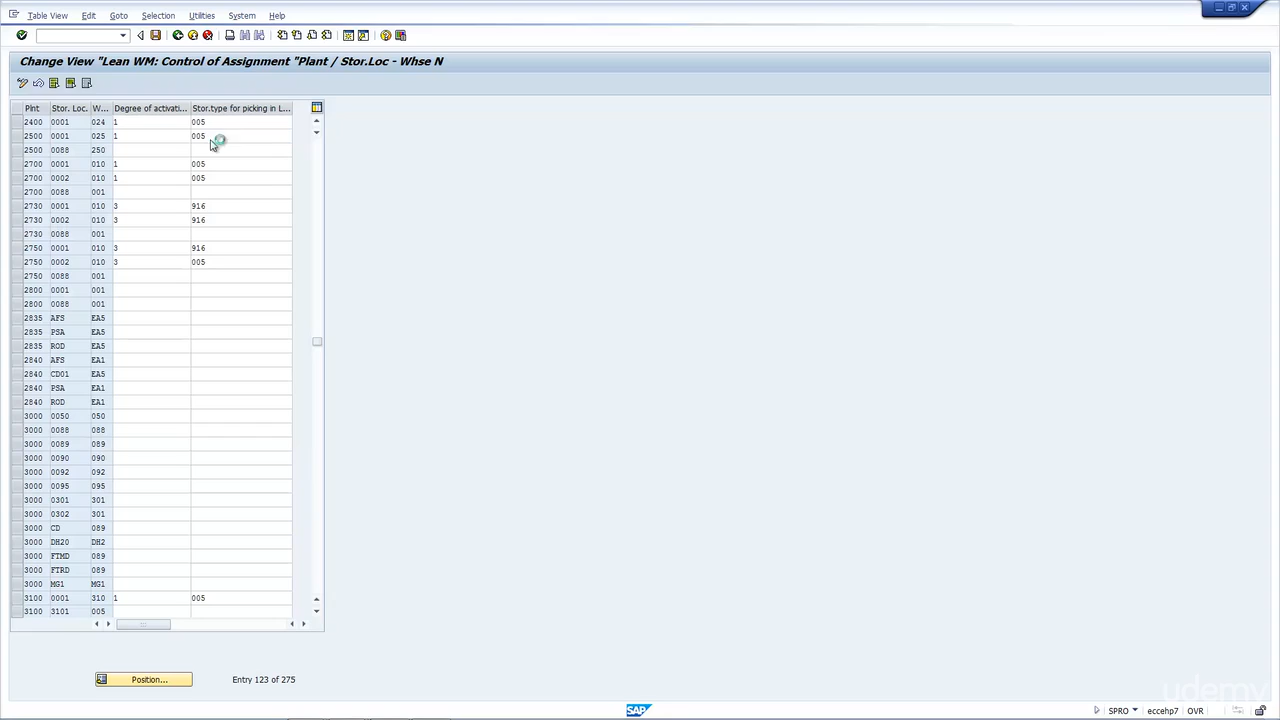 Table View Edit Goto Selection Utilities System Help
Change View "Lean WM: Control of Assignment "Plant / Stor.Loc - Whse N
Plnt Stor. Loc. W... Degree of activati... Stor.type for picking in L...
2400 0001 024 1 005
2500 0001 025 1 005
2500 0088 250
2700 0001 010 1 005
2700 0002 010 1 005
2700 0088 001
2730 0001 010 3 916
2730 0002 010 3 916
2730 0088 001
2750 0001 010 3 916
2750 0002 010 3 005
2750 0088 001
2800 0001 001
2800 0088 001
2835 AFS EA5
2835 PSA EA5
2835 ROD EA5
2840 AFS EA1
2840 CD01 EA5
2840 PSA EA1
2840 ROD EA1
3000 0050 050
3000 0088 088
3000 0089 089
3000 0090 090
3000 0092 092
3000 0095 095
3000 0301 301
3000 0302 301
3000 CD 089
3000 DH20 DH2
3000 FTMD 089
3000 FTRD 089
3000 MG1 MG1
3100 0001 310 1 005
3100 3101 005
Position... Entry 123 of 275
udemy
SAP SPRO eccehp7 OVR